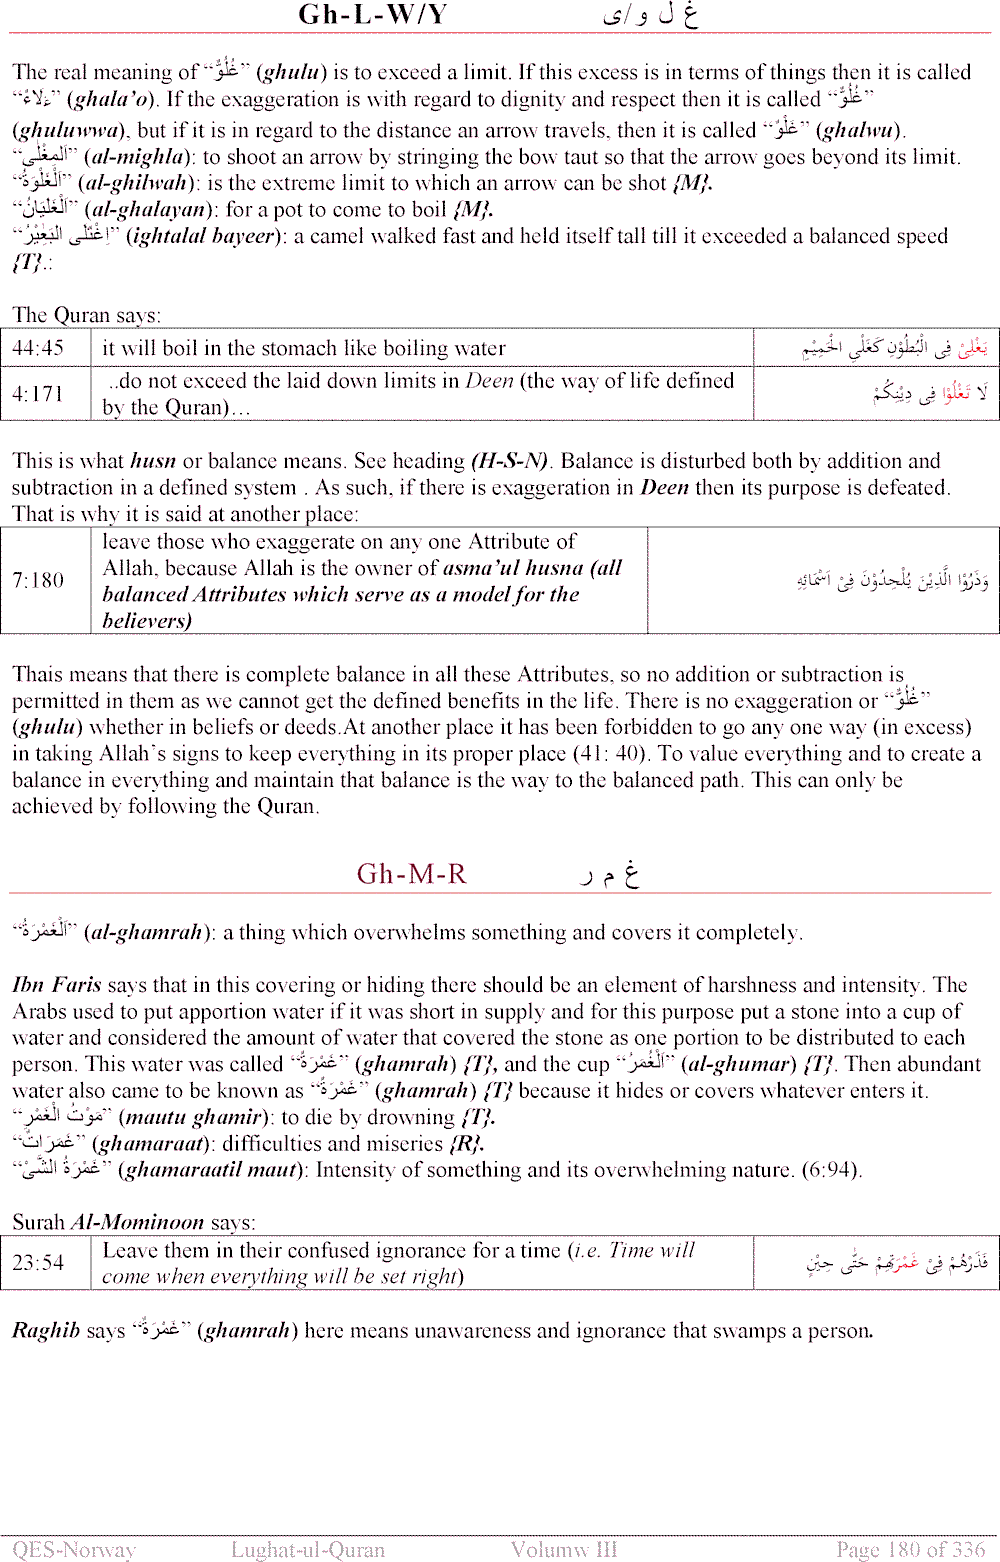 Gh-L-W/Y غ ل و/ی
The real meaning of “غُلُوٌّ” (ghulu) is to exceed a limit. If this excess is in terms of things then it is called
“غَلَاءٌ” (ghala’o). If the exaggeration is with regard to dignity and respect then it is called “غُلُوٌّ”
(ghuluwwa), but if it is in regard to the distance an arrow travels, then it is called “غَلْوٌ” (ghalwu).
“اَلْمِغْلٰی” (al-mighla): to shoot an arrow by stringing the bow taut so that the arrow goes beyond its limit.
“اَلْغَلْوَۃُ” (al-ghilwah): is the extreme limit to which an arrow can be shot {M}.
“اَلْغَلَیَانُ” (al-ghalayan): for a pot to come to boil {M}.
“اِغْتَلٰی الْبَعِیْرُ” (ightalal bayeer): a camel walked fast and held itself tall till it exceeded a balanced speed
{T}.:
The Quran says:
44:45 it will boil in the stomach like boiling water یَغْلِیْ فِی الْبُطُوْنِ کَغَلْیِ الْحَمِیْمِ
4:171 ..do not exceed the laid down limits in Deen (the way of life defined
by the Quran)… لَا تَغْلُوْا فِی دِیْنِکُمْ
This is what husn or balance means. See heading (H-S-N). Balance is disturbed both by addition and
subtraction in a defined system . As such, if there is exaggeration in Deen then its purpose is defeated.
That is why it is said at another place:
leave those who exaggerate on any one Attribute of
7:180 Allah, because Allah is the owner of asma’ul husna (all
balanced Attributes which serve as a model for the وَذَرُوْا الَّذِیْنَ یُلْحِدُوْنَ فِیْ اَسْمَائِهِ
believers)
Thais means that there is complete balance in all these Attributes, so no addition or subtraction is
permitted in them as we cannot get the defined benefits in the life. There is no exaggeration or “غُلُوٌّ”
(ghulu) whether in beliefs or deeds.At another place it has been forbidden to go any one way (in excess)
in taking Allah’s signs to keep everything in its proper place (41: 40). To value everything and to create a
balance in everything and maintain that balance is the way to the balanced path. This can only be
achieved by following the Quran.
Gh-M-R غ م ر
“اَلْغَمْرَۃُ” (al-ghamrah): a thing which overwhelms something and covers it completely.
Ibn Faris says that in this covering or hiding there should be an element of harshness and intensity. The
Arabs used to put apportion water if it was short in supply and for this purpose put a stone into a cup of
water and considered the amount of water that covered the stone as one portion to be distributed to each
person. This water was called “غَمْرَۃٌ” (ghamrah) {T}, and the cup “اَلْغُمَرُ” (al-ghumar) {T}. Then abundant
water also came to be known as “غَمْرَۃٌ” (ghamrah) {T} because it hides or covers whatever enters it.
“مَوْتُ الْغَمْرِ” (mautu ghamir): to die by drowning {T}.
“غَمَرَاتٌ” (ghamaraat): difficulties and miseries {R}.
“غَمْرَۃُ الشَّیْ” (ghamaraatil maut): Intensity of something and its overwhelming nature. (6:94).
Surah Al-Mominoon says:
23:54 Leave them in their confused ignorance for a time (i.e. Time will
come when everything will be set right) فَذَرْهُمْ فِیْ غَمْرَتِهِمْ حَتّٰی حِیْنٍ
Raghib says “غَمْرَۃٌ” (ghamrah) here means unawareness and ignorance that swamps a person.
QES-Norway Lughat-ul-Quran Volumw III Page 180 of 336